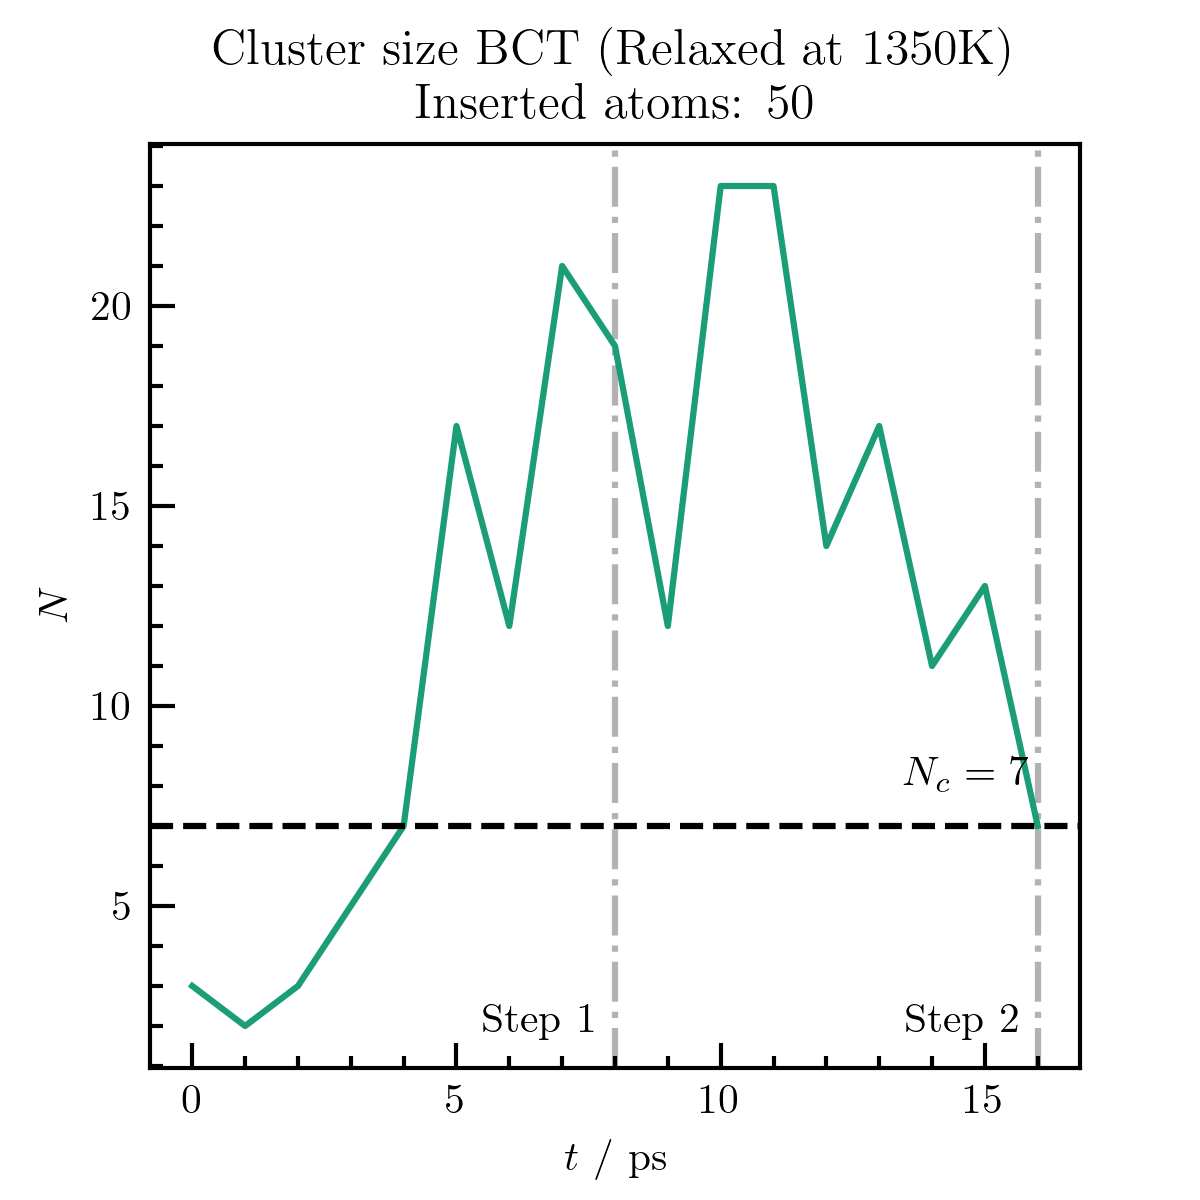 Cluster size BCT (Relaxed at 1350K)
Inserted atoms: 50
20
15
10
5
N
N_c = 7
Step 1
Step 2
0
5
10
15
t / ps